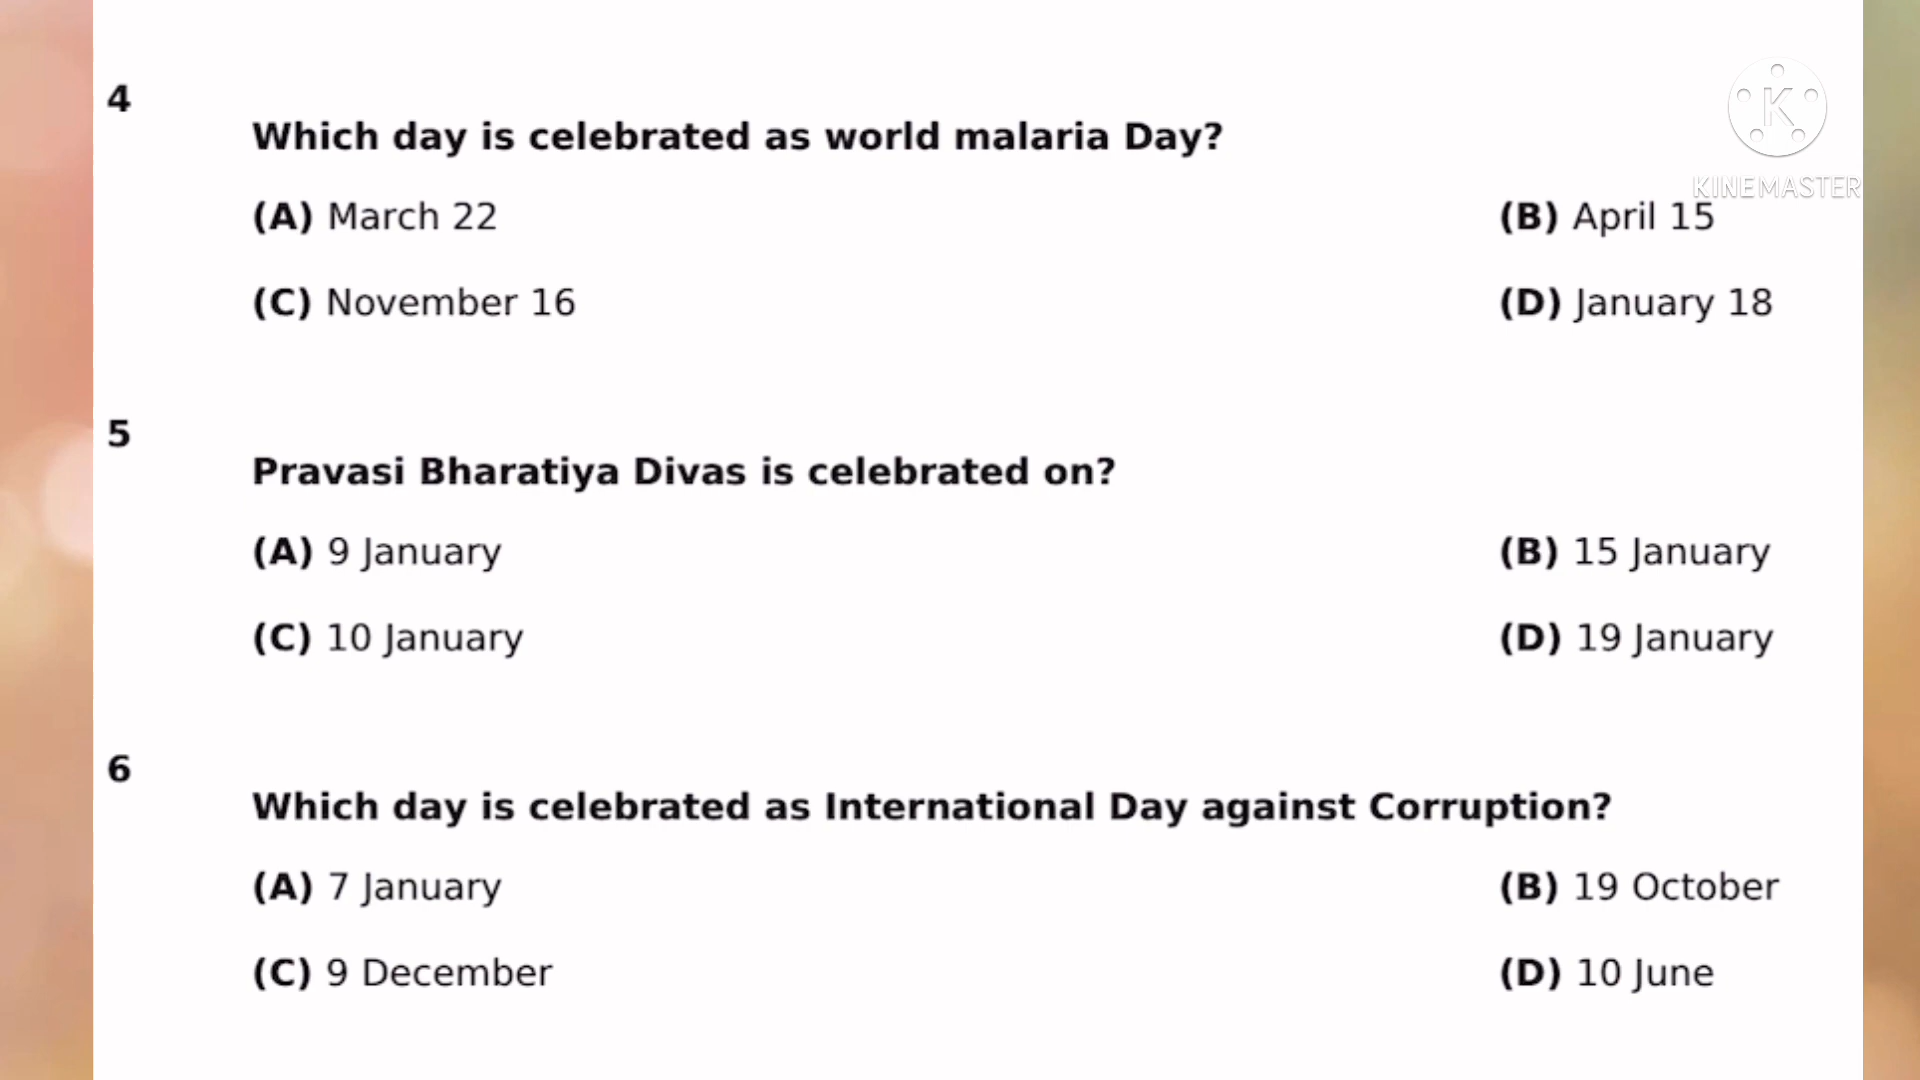 4
Which day is celebrated as world malaria Day?
(A) March 22
(B) April 15
(C) November 16
(D) January 18
5
Pravasi Bharatiya Divas is celebrated on?
(A) 9 January
(B) 15 January
(C) 10 January
(D) 19 January
6
Which day is celebrated as International Day against Corruption?
(A) 7 January
(B) 19 October
(C) 9 December
(D) 10 June
K
KINEMASTER